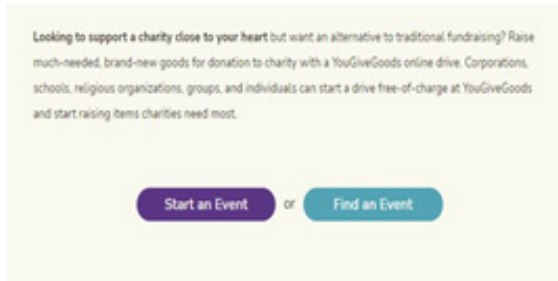 Looking to support a charity close to your heart but want an alternative to traditional fundraising? Raise
much-needed, brand-new goods for donation to charity with a YouGiveGoods online drive. Corporations,
schools, religious organizations, groups, and individuals can start a drive free-of-charge at YouGiveGoods
and start raising items charities need most.
Start an Event or Find an Event